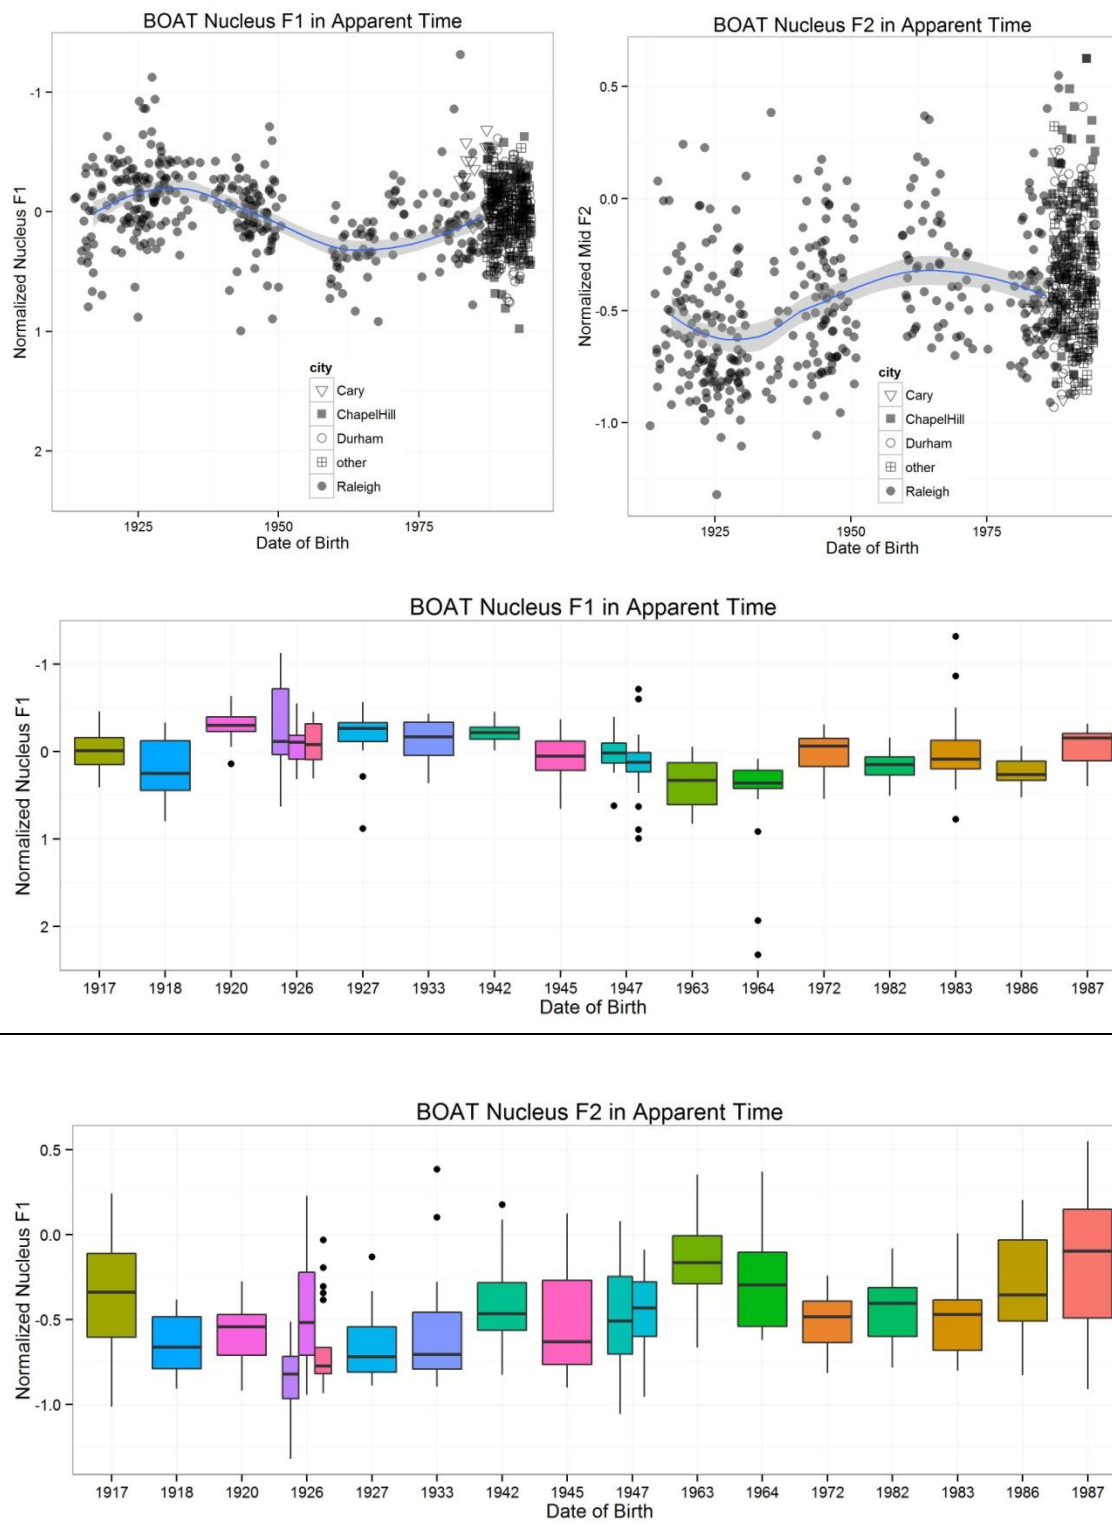 BOAT Nucleus F1 in Apparent Time
Normalized Nucleus F1
-1
0
1
2
city
Cary
ChapelHill
Durham
other
Raleigh
1925 1950 1975
Date of Birth
BOAT Nucleus F2 in Apparent Time
Normalized Mid F2
0.5
0.0
-0.5
-1.0
city
Cary
ChapelHill
Durham
other
Raleigh
1925 1950 1975
Date of Birth
BOAT Nucleus F1 in Apparent Time
Normalized Nucleus F1
-1
0
1
2
1917 1918 1920 1926 1927 1933 1942 1945 1947 1963 1964 1972 1982 1983 1986 1987
Date of Birth
BOAT Nucleus F2 in Apparent Time
Normalized Nucleus F1
0.5
0.0
-0.5
-1.0
1917 1918 1920 1926 1927 1933 1942 1945 1947 1963 1964 1972 1982 1983 1986 1987
Date of Birth